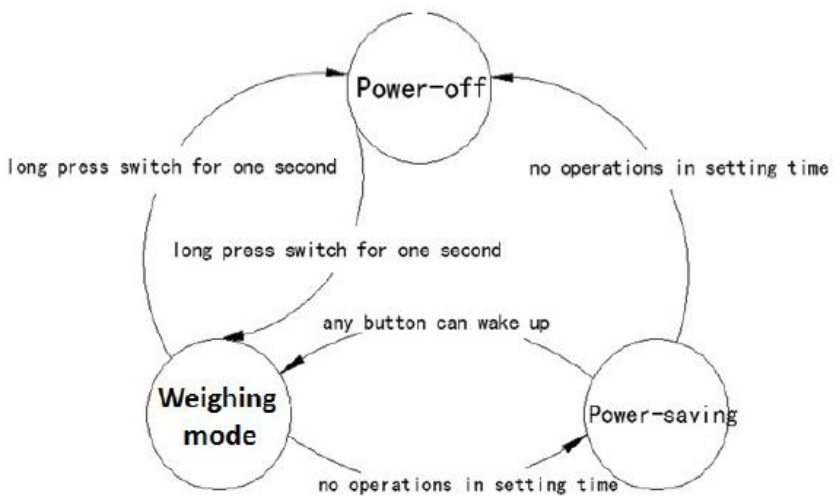 Power-off
long press switch for one second
no operations in setting time
long press switch for one second
any button can wake up
Weighing
mode
Power-saving
no operations in setting time